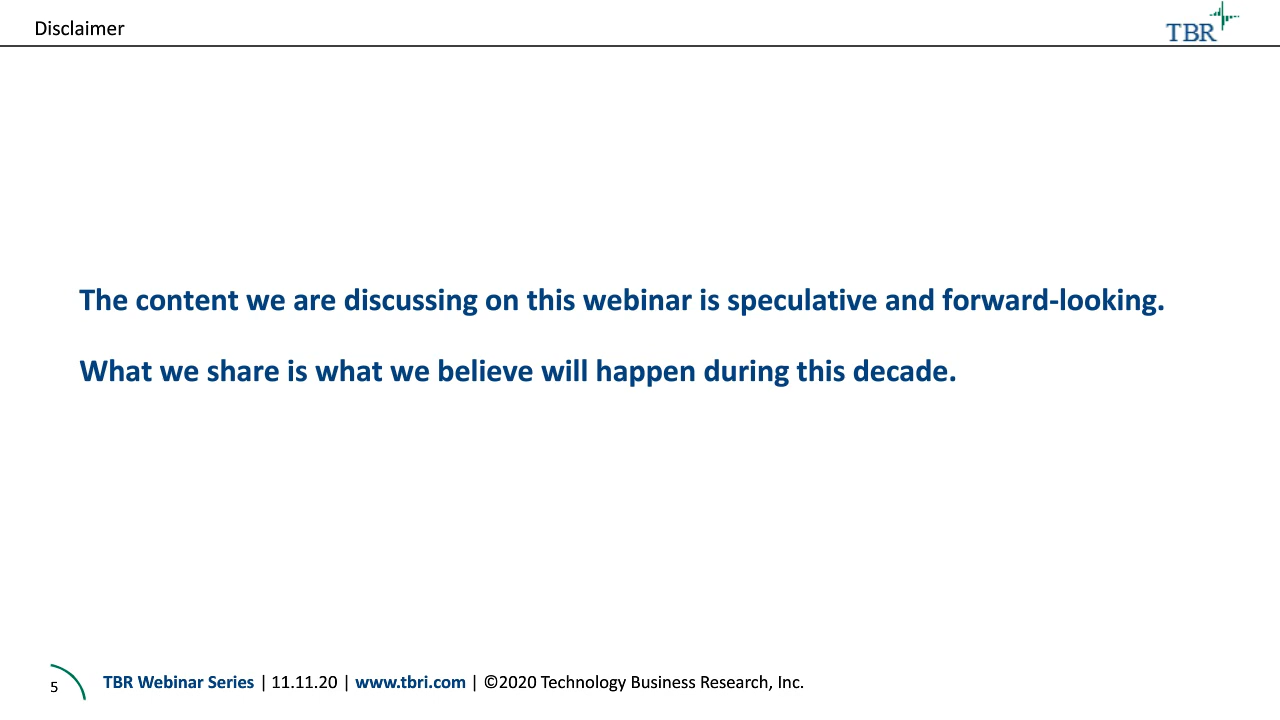 Disclaimer
TBR
The content we are discussing on this webinar is speculative and forward-looking.
What we share is what we believe will happen during this decade.
5
TBR Webinar Series | 11.11.20 | www.tbri.com | ©2020 Technology Business Research, Inc.